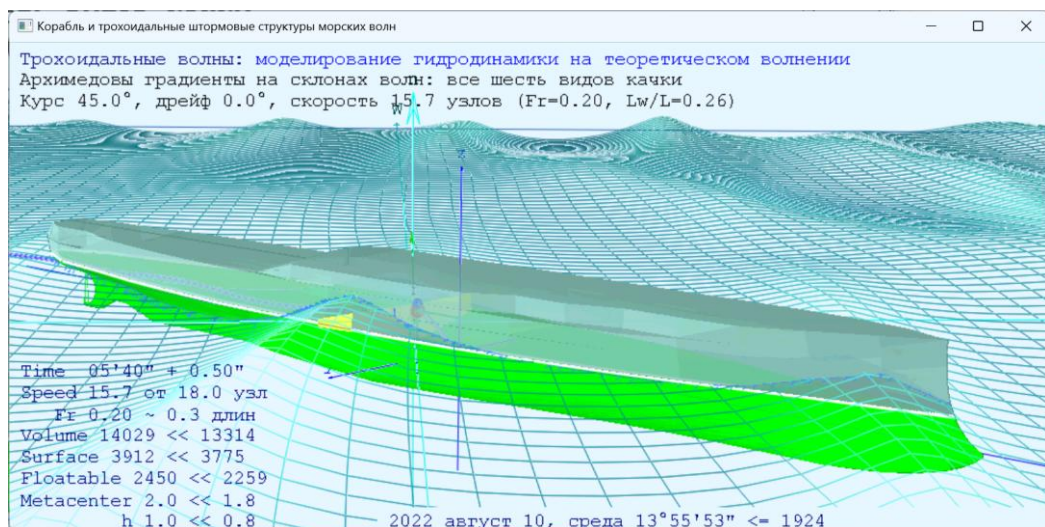 Корабль и трохоидальные штормовые структуры морских волн
Трохоидальные волны: моделирование гидродинамики на теоретическом волнении
Архимедовы градиенты на склонах волн: все шесть видов качки
Курс 45.0°, дрейф 0.0°, скорость 15.7 узлов (Fr=0.20, Lw/L=0.26)
Time 05'40" + 0.50"
Speed 15.7 от 18.0 узл
Fr 0.20 ~ 0.3 длин
Volume 14029 << 13314
Surface 3912 << 3775
Floatable 2450 << 2259
Metacenter 2.0 << 1.8
h 1.0 << 0.8
2022 август 10, среда 13°55'53" <= 1924